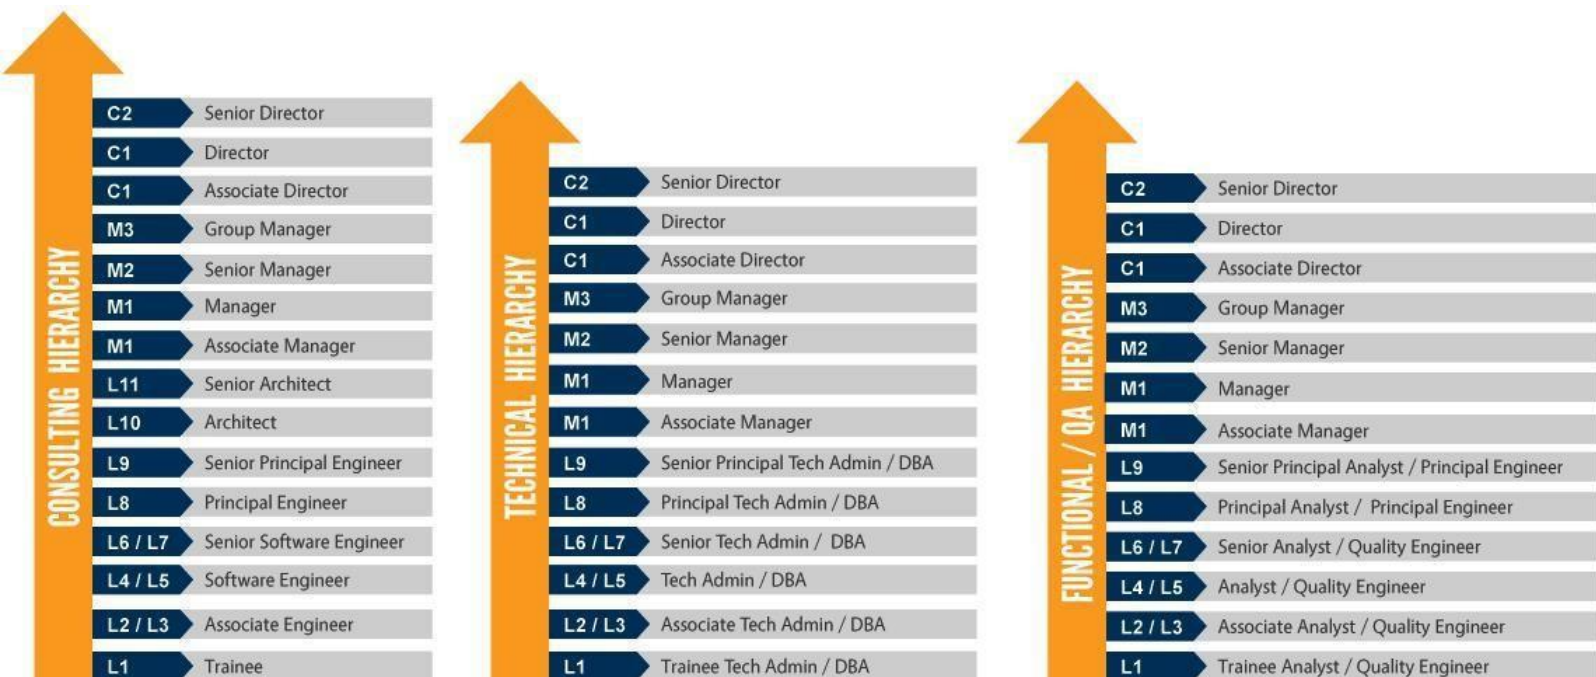 CONSULTING HIERARCHY
C2 Senior Director
C1 Director
C1 Associate Director
M3 Group Manager
M2 Senior Manager
M1 Manager
M1 Associate Manager
L11 Senior Architect
L10 Architect
L9 Senior Principal Engineer
L8 Principal Engineer
L6 / L7 Senior Software Engineer
L4 / L5 Software Engineer
L2 / L3 Associate Engineer
L1 Trainee
TECHNICAL HIERARCHY
C2 Senior Director
C1 Director
C1 Associate Director
M3 Group Manager
M2 Senior Manager
M1 Manager
M1 Associate Manager
L9 Senior Principal Tech Admin / DBA
L8 Principal Tech Admin / DBA
L6 / L7 Senior Tech Admin / DBA
L4 / L5 Tech Admin / DBA
L2 / L3 Associate Tech Admin / DBA
L1 Trainee Tech Admin / DBA
FUNCTIONAL / QA HIERARCHY
C2 Senior Director
C1 Director
C1 Associate Director
M3 Group Manager
M2 Senior Manager
M1 Manager
M1 Associate Manager
L9 Senior Principal Analyst / Principal Engineer
L8 Principal Analyst / Principal Engineer
L6 / L7 Senior Analyst / Quality Engineer
L4 / L5 Analyst / Quality Engineer
L2 / L3 Associate Analyst / Quality Engineer
L1 Trainee Analyst / Quality Engineer